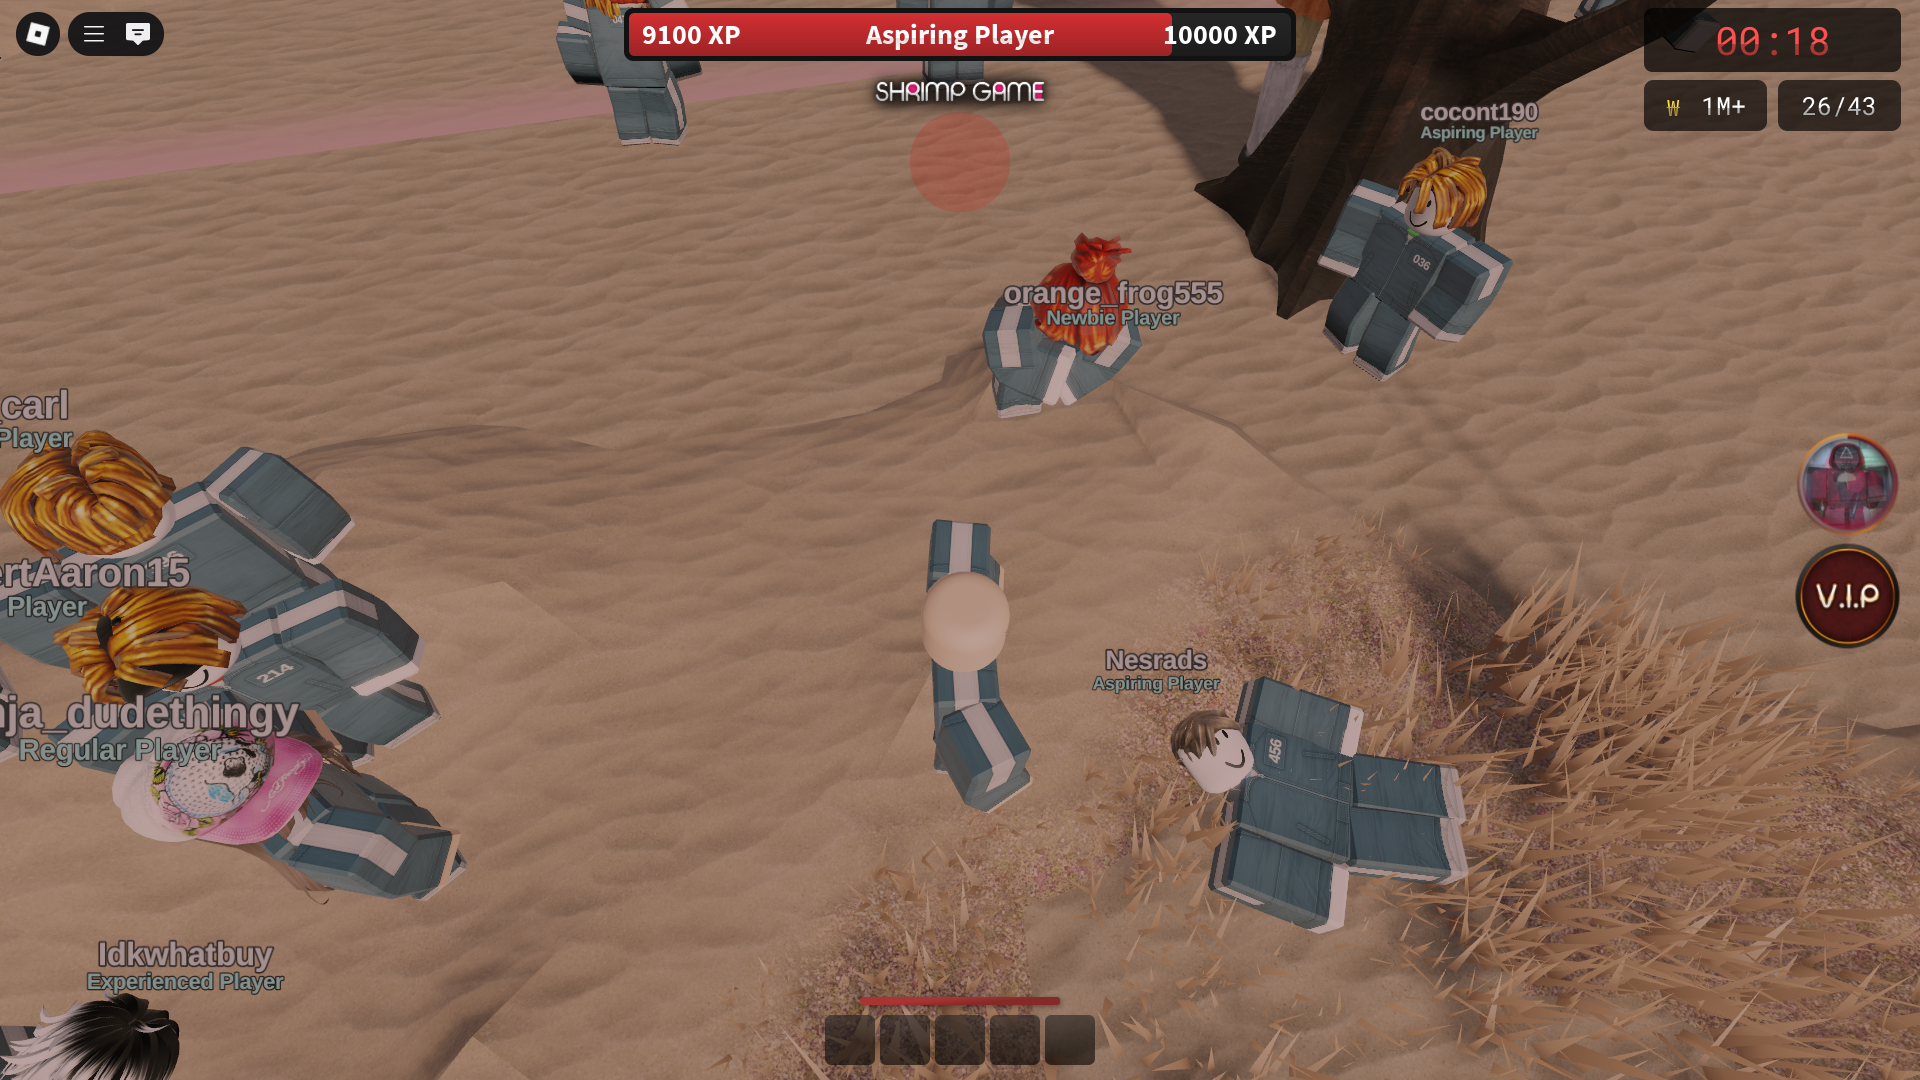 9100 XP Aspiring Player 10000 XP
SHRIMP GAME
00:18
₩ 1M+ 26/43
cocont190
Aspiring Player
036
orange_frog555
Newbie Player
carl
Player
ertAaron15
Player
214
ja_dudethingy
Regular Player
Nesrads
Aspiring Player
456
V.I.P
Idkwhatbuy
Experienced Player